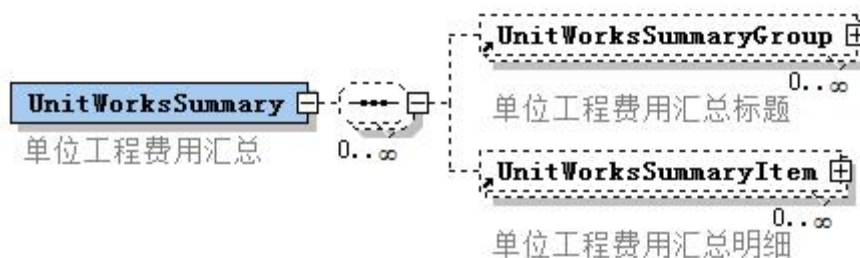 UnitWorksSummaryGroup
0..∞
单位工程费用汇总标题
UnitWorksSummary
单位工程费用汇总
0..∞
UnitWorksSummaryItem
0..∞
单位工程费用汇总明细